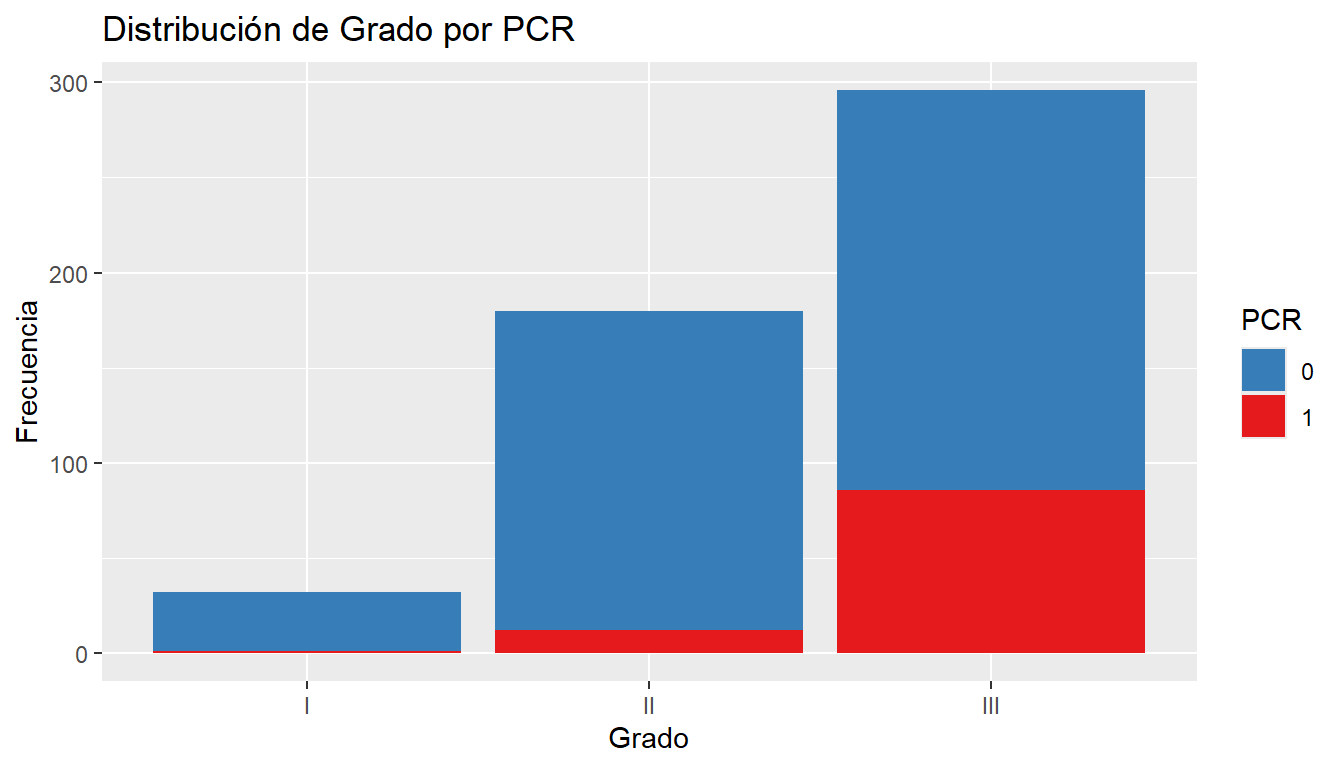 Distribución de Grado por PCR
Frecuencia
300
200
100
0
I
II
III
Grado
PCR
0
1